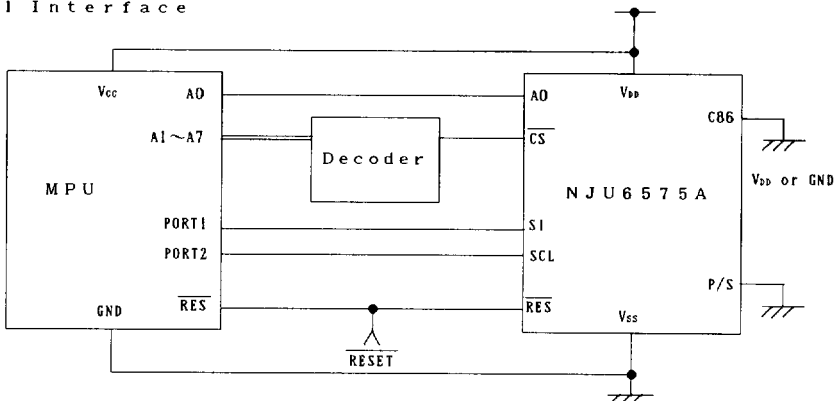 l Interface
Vcc
A0
A1~A7
MPU
PORT1
PORT2
GND
RES
Decoder
RESET
VDD
A0
CS
C86
VDD or GND
NJU6575A
SI
SCL
P/S
RES
VSS